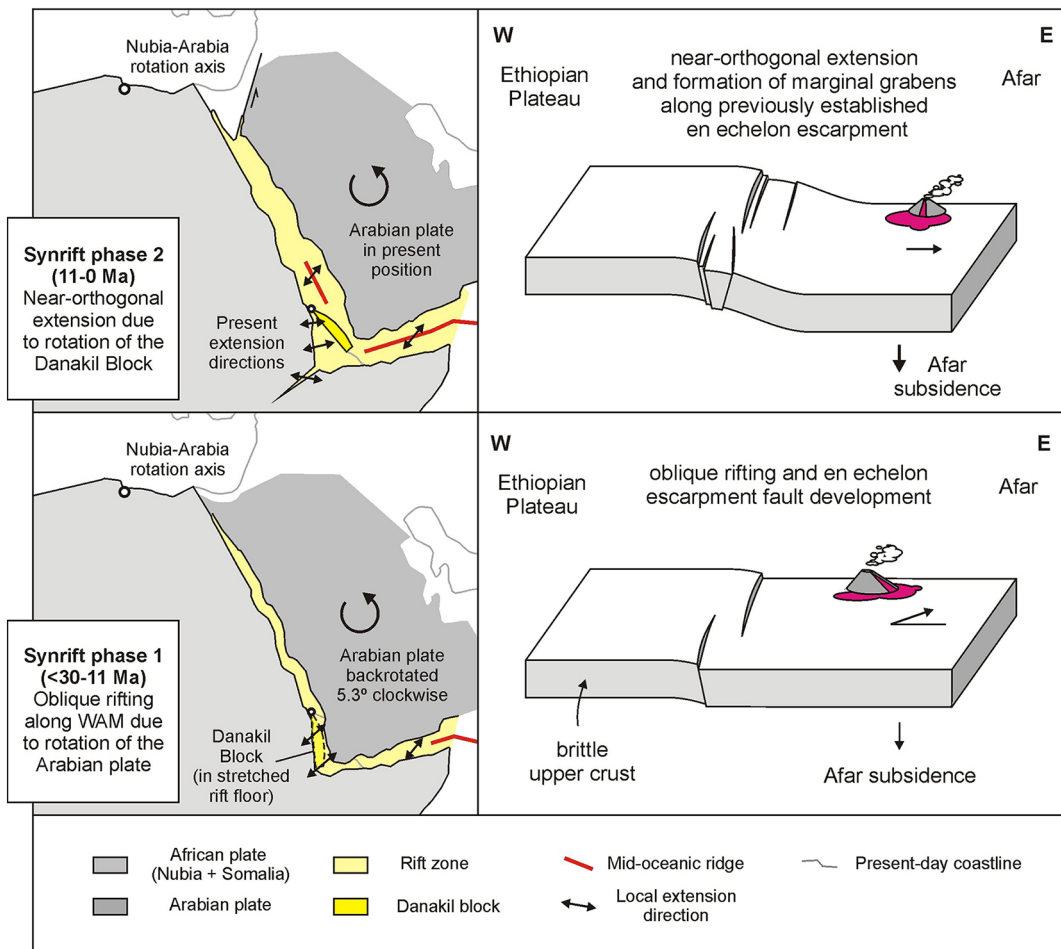 Nubia-Arabia
rotation axis
Synrift phase 2
(11-0 Ma)
Near-orthogonal
extension due
to rotation of the
Danakil Block
Arabian plate
in present
position
Present
extension
directions
W
E
Ethiopian
Plateau
near-orthogonal extension
and formation of marginal grabens
along previously established
en echelon escarpment
Afar
Afar
subsidence
Nubia-Arabia
rotation axis
Synrift phase 1
(<30-11 Ma)
Oblique rifting
along WAM due
to rotation of the
Arabian plate
Arabian plate
backrotated
5.3º clockwise
Danakil
Block
(in stretched
rift floor)
W
E
Ethiopian
Plateau
oblique rifting and en echelon
escarpment fault development
Afar
brittle
upper crust
Afar subsidence
African plate
(Nubia + Somalia)
Rift zone
Mid-oceanic ridge
Present-day coastline
Arabian plate
Danakil block
Local extension
direction